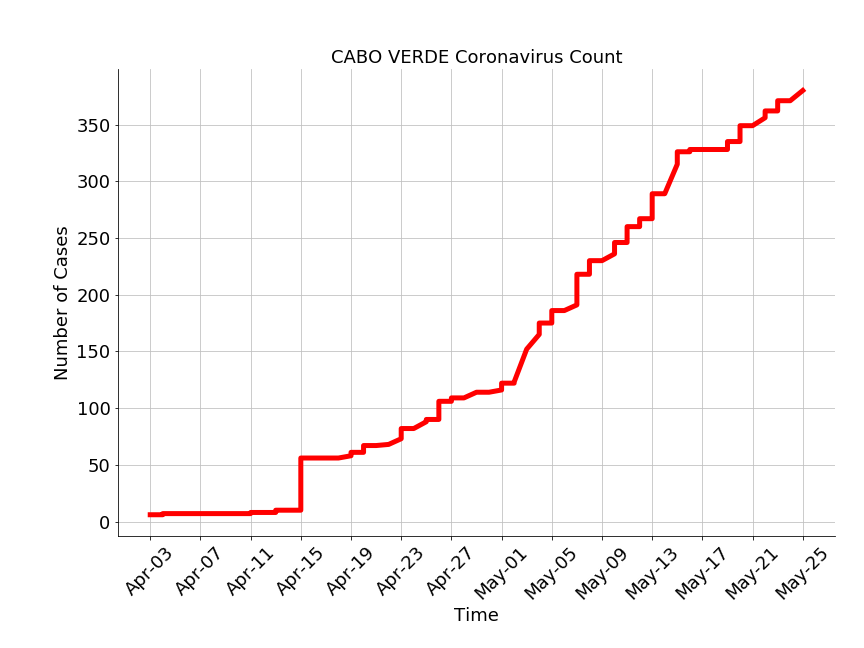 CABO VERDE Coronavirus Count
Number of Cases
350
300
250
200
150
100
50
0
Apr-03
Apr-07
Apr-11
Apr-15
Apr-19
Apr-23
Apr-27
May-01
May-05
May-09
May-13
May-17
May-21
May-25
Time